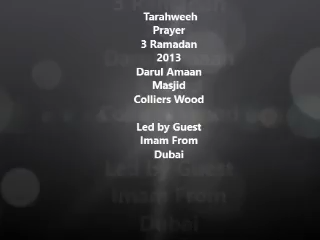 Tarahweeh
Prayer
3 Ramadan
2013
Darul Amaan
Masjid
Colliers Wood
Led by Guest
Imam From
Dubai